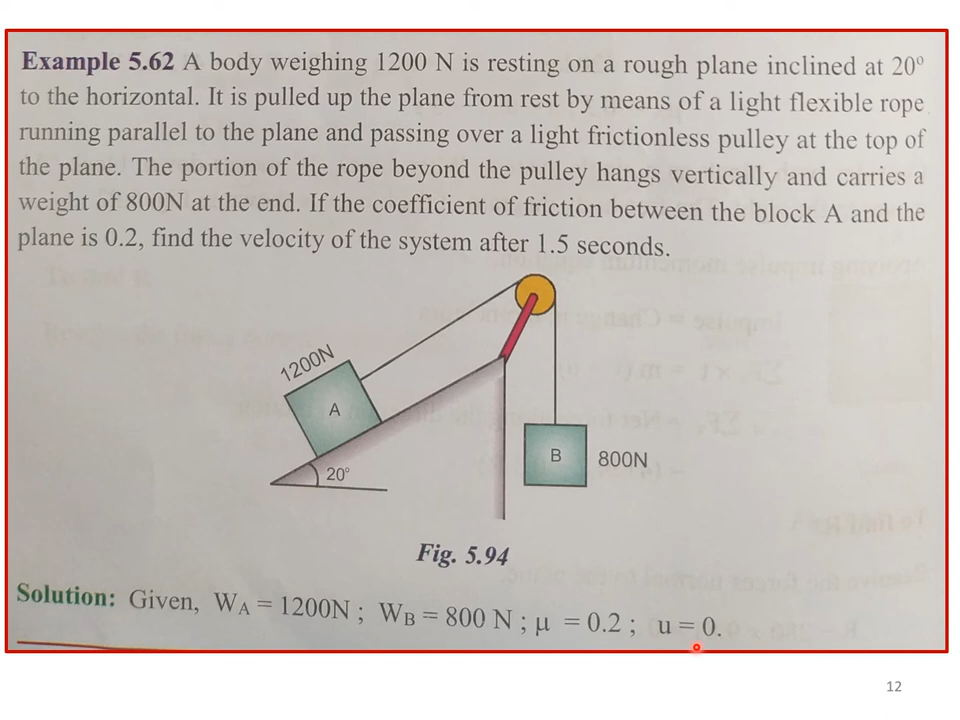 Example 5.62 A body weighing 1200 N is resting on a rough plane inclined at 20º
to the horizontal. It is pulled up the plane from rest by means of a light flexible rope
running parallel to the plane and passing over a light frictionless pulley at the top of
the plane. The portion of the rope beyond the pulley hangs vertically and carries a
weight of 800N at the end. If the coefficient of friction between the block A and the
plane is 0.2, find the velocity of the system after 1.5 seconds.
1200N
A
20º
B
800N
Fig. 5.94
Solution: Given, W_A = 1200N ; W_B = 800 N ; μ = 0.2 ; u = 0.
12